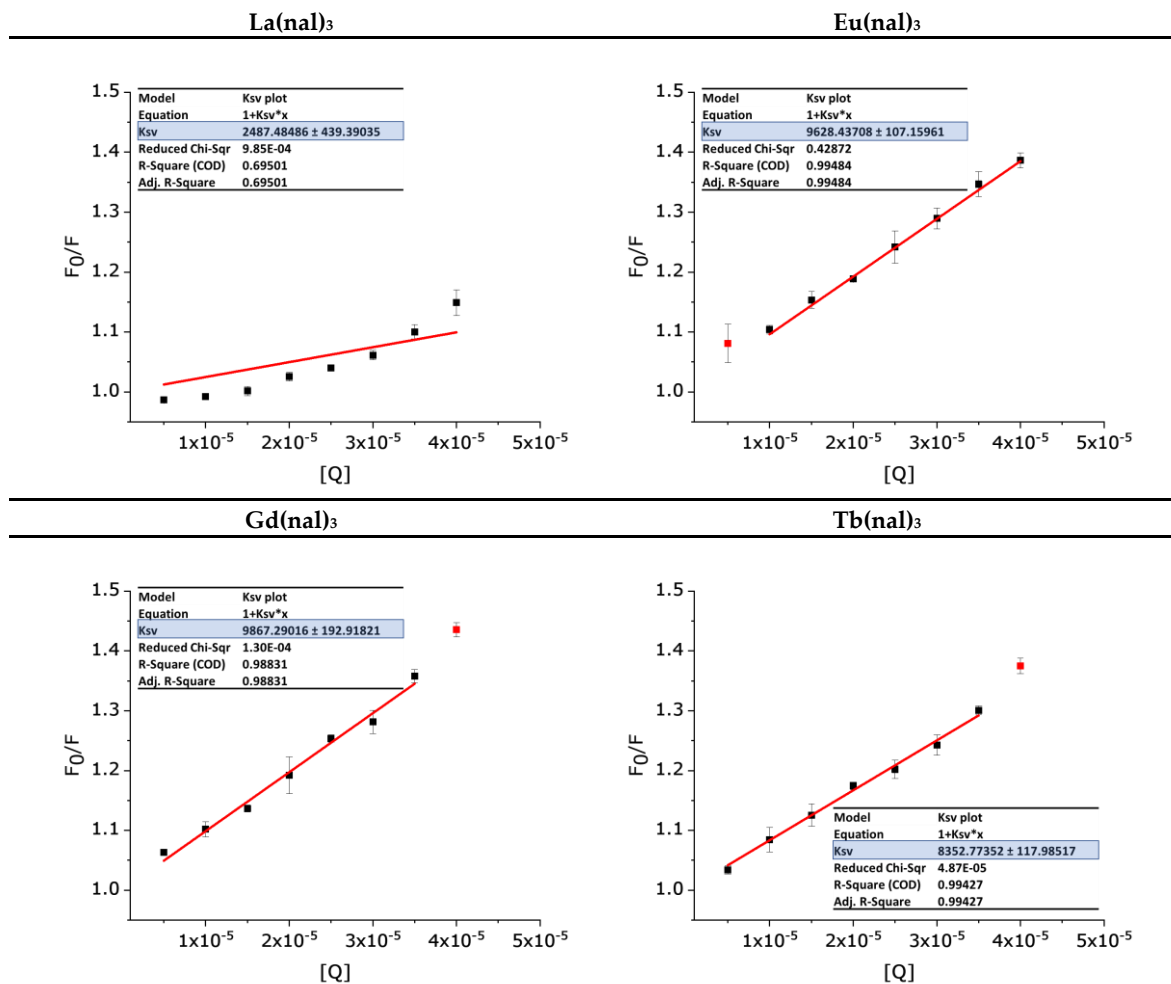 La(nal)₃
Eu(nal)₃
1.5
1.4
1.3
1.2
1.1
1.0
F₀/F
Model Ksv plot
Equation 1+Ksv*x
Ksv 2487.48486 ± 439.39035
Reduced Chi-Sqr 9.85E-04
R-Square (COD) 0.69501
Adj. R-Square 0.69501
1x10⁻⁵ 2x10⁻⁵ 3x10⁻⁵ 4x10⁻⁵ 5x10⁻⁵
[Q]
1.5
1.4
1.3
1.2
1.1
1.0
F₀/F
Model Ksv plot
Equation 1+Ksv*x
Ksv 9628.43708 ± 107.15961
Reduced Chi-Sqr 0.42872
R-Square (COD) 0.99484
Adj. R-Square 0.99484
1x10⁻⁵ 2x10⁻⁵ 3x10⁻⁵ 4x10⁻⁵ 5x10⁻⁵
[Q]
Gd(nal)₃
Tb(nal)₃
1.5
1.4
1.3
1.2
1.1
1.0
F₀/F
Model Ksv plot
Equation 1+Ksv*x
Ksv 9867.29016 ± 192.91821
Reduced Chi-Sqr 1.30E-04
R-Square (COD) 0.98831
Adj. R-Square 0.98831
1x10⁻⁵ 2x10⁻⁵ 3x10⁻⁵ 4x10⁻⁵ 5x10⁻⁵
[Q]
1.5
1.4
1.3
1.2
1.1
1.0
F₀/F
Model Ksv plot
Equation 1+Ksv*x
Ksv 8352.77352 ± 117.98517
Reduced Chi-Sqr 4.87E-05
R-Square (COD) 0.99427
Adj. R-Square 0.99427
1x10⁻⁵ 2x10⁻⁵ 3x10⁻⁵ 4x10⁻⁵ 5x10⁻⁵
[Q]